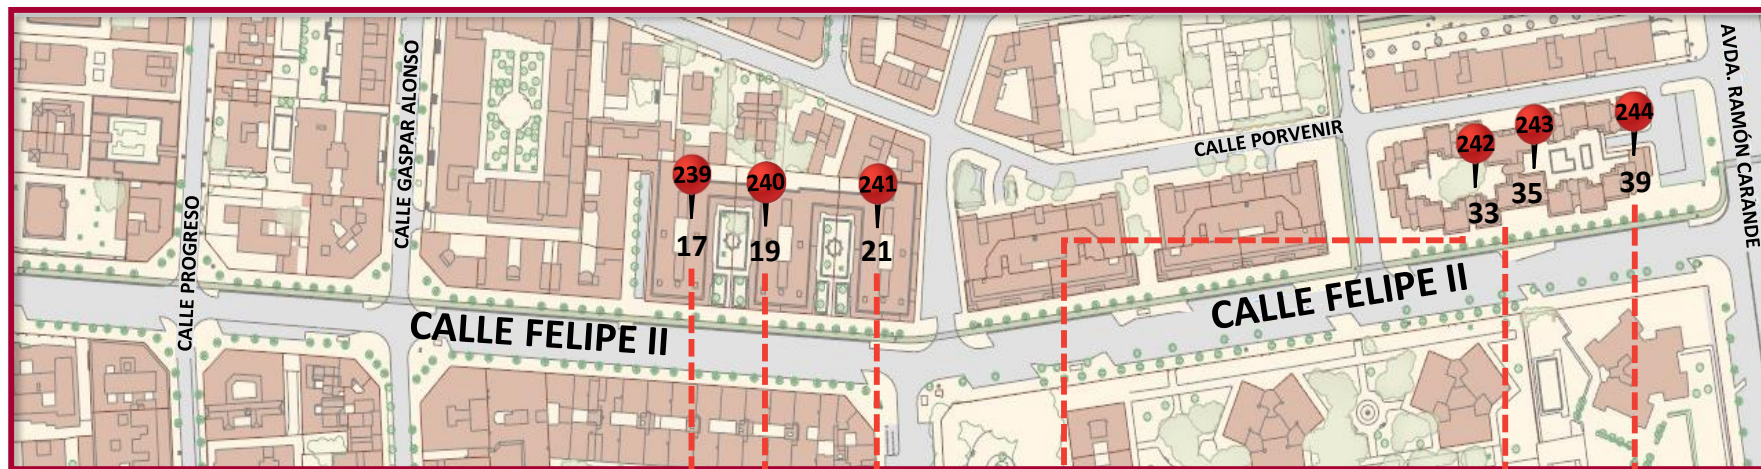 CALLE PROGRESO
CALLE GASPAR ALONSO
CALLE FELIPE II
239
17
240
19
241
21
CALLE PORVENIR
CALLE FELIPE II
242
33
243
35
244
39
AVDA. RAMÓN CARANDE